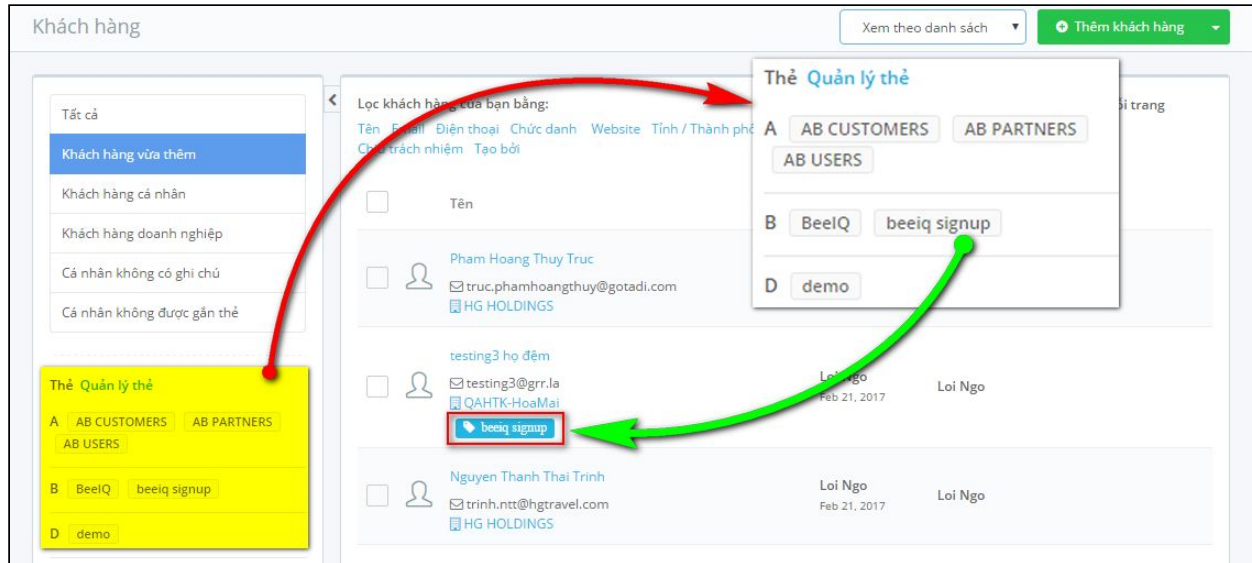 Khách hàng
Xem theo danh sách
Thêm khách hàng
Tất cả
Khách hàng vừa thêm
Khách hàng cá nhân
Khách hàng doanh nghiệp
Cá nhân không có ghi chú
Cá nhân không được gắn thẻ
Thẻ Quản lý thẻ
A AB CUSTOMERS AB PARTNERS
AB USERS
B BeeIQ beeiq signup
D demo
Lọc khách hàng của bạn bằng:
Tên Email Điện thoại Chức danh Website Tỉnh / Thành phố
Chịu trách nhiệm Tạo bởi
trang
Tên
Pham Hoang Thuy Truc
truc.phamhoangthuy@gotadi.com
HG HOLDINGS
testing3 họ đệm
testing3@grr.la
QAHTK-HoaMai
beeiq signup
Loi Ngo
Feb 21, 2017
Loi Ngo
Nguyen Thanh Thai Trinh
trinh.ntt@hgtravel.com
HG HOLDINGS
Loi Ngo
Feb 21, 2017
Loi Ngo
Thẻ Quản lý thẻ
A AB CUSTOMERS AB PARTNERS
AB USERS
B BeeIQ beeiq signup
D demo